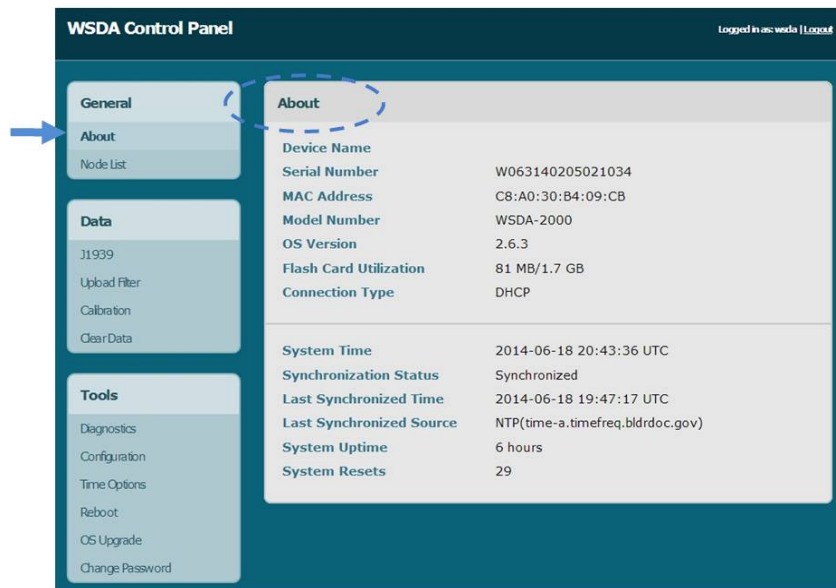 WSDA Control Panel
Logged in as: wsda | Logout
General
About
Node List
Data
J1939
Upload Filter
Calibration
Clear Data
Tools
Diagnostics
Configuration
Time Options
Reboot
OS Upgrade
Change Password
About
Device Name
Serial Number W063140205021034
MAC Address C8:A0:30:B4:09:CB
Model Number WSDA-2000
OS Version 2.6.3
Flash Card Utilization 81 MB/1.7 GB
Connection Type DHCP
System Time 2014-06-18 20:43:36 UTC
Synchronization Status Synchronized
Last Synchronized Time 2014-06-18 19:47:17 UTC
Last Synchronized Source NTP(time-a.timefreq.bldrdoc.gov)
System Uptime 6 hours
System Resets 29